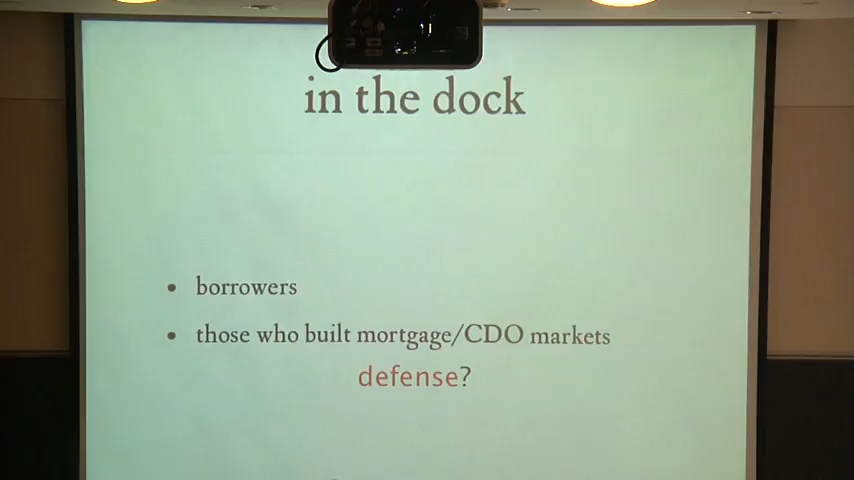 in the dock
• borrowers
• those who built mortgage/CDO markets
defense?